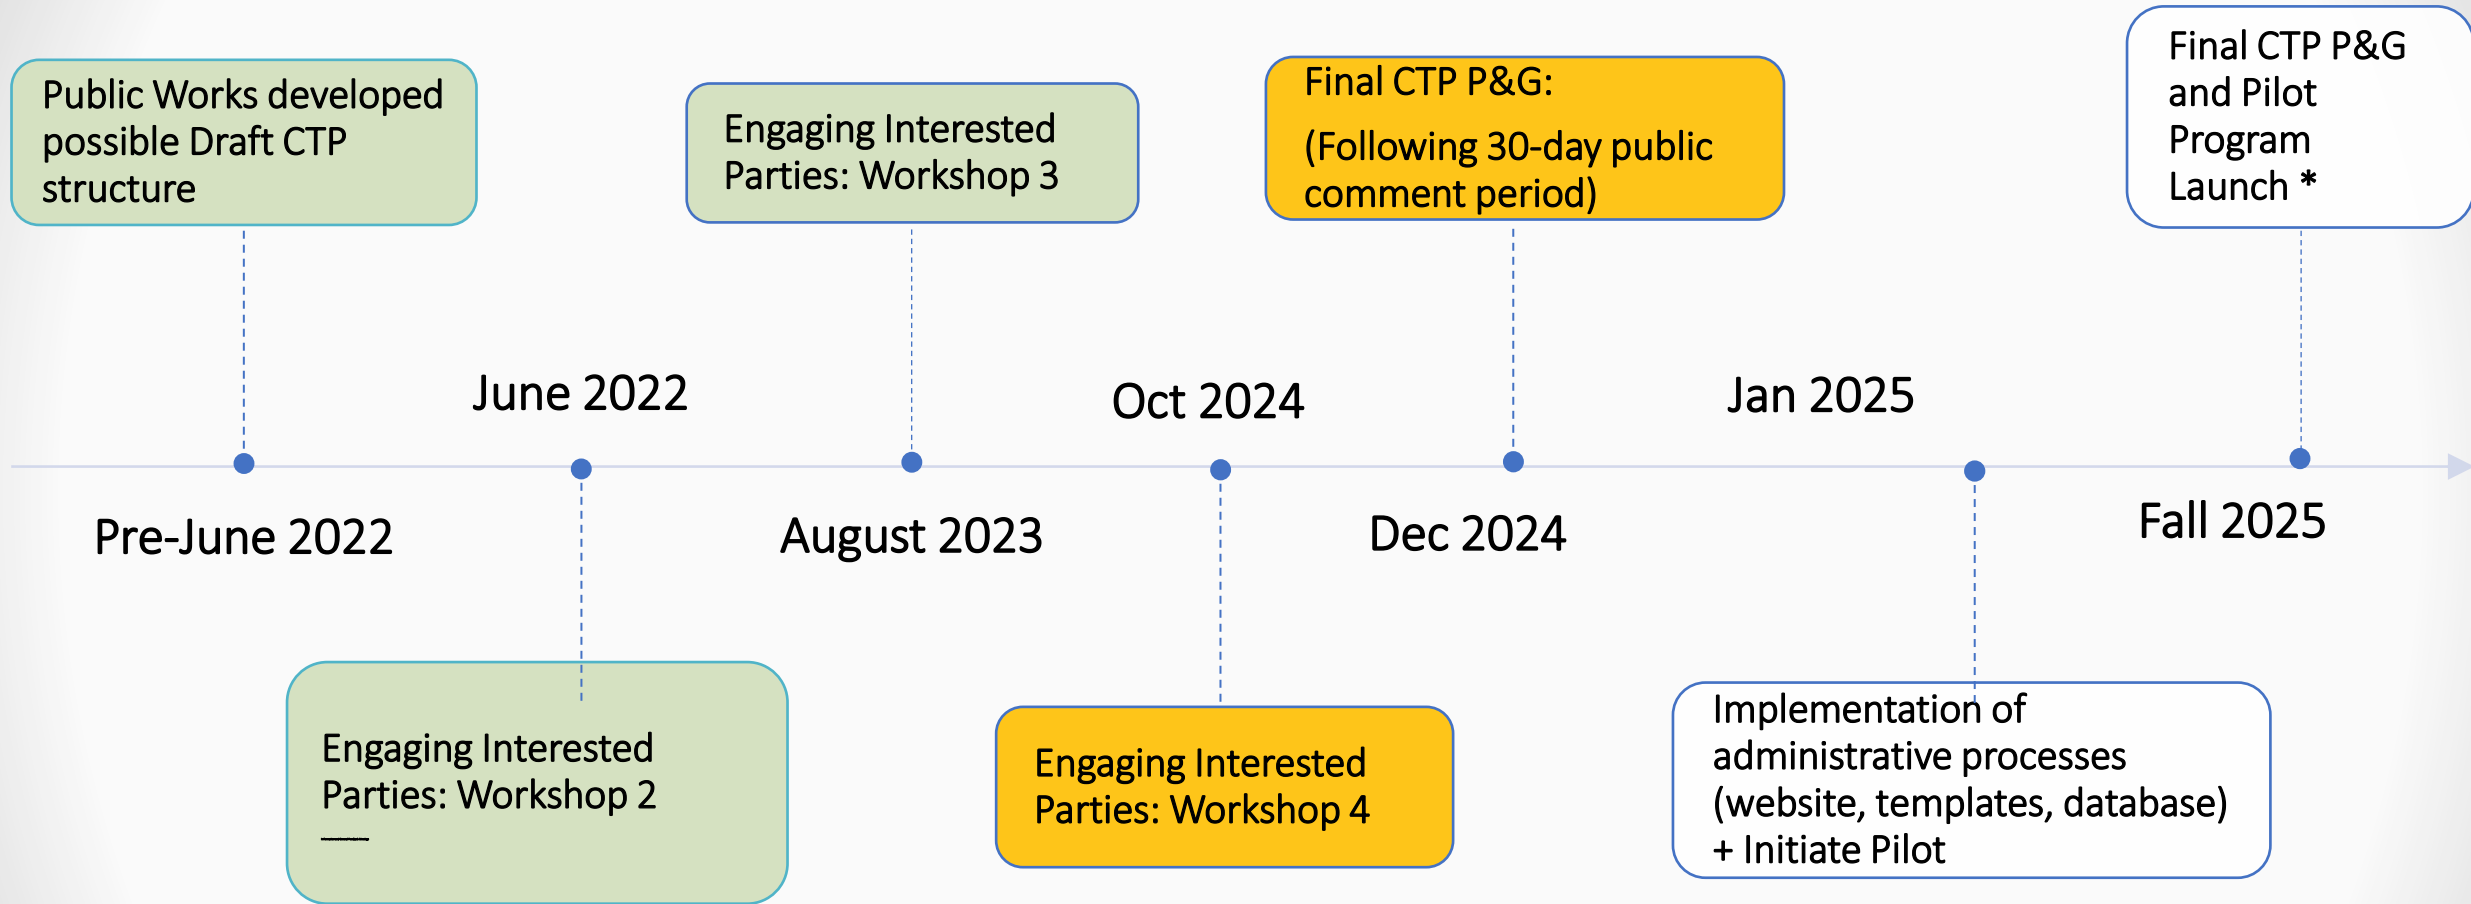 Public Works developed
possible Draft CTP
structure
Engaging Interested
Parties: Workshop 3
Final CTP P&G:
(Following 30-day public
comment period)
Final CTP P&G
and Pilot
Program
Launch *
June 2022
Oct 2024
Jan 2025
Pre-June 2022
August 2023
Dec 2024
Fall 2025
Engaging Interested
Parties: Workshop 2
Engaging Interested
Parties: Workshop 4
Implementation of
administrative processes
(website, templates, database)
+ Initiate Pilot